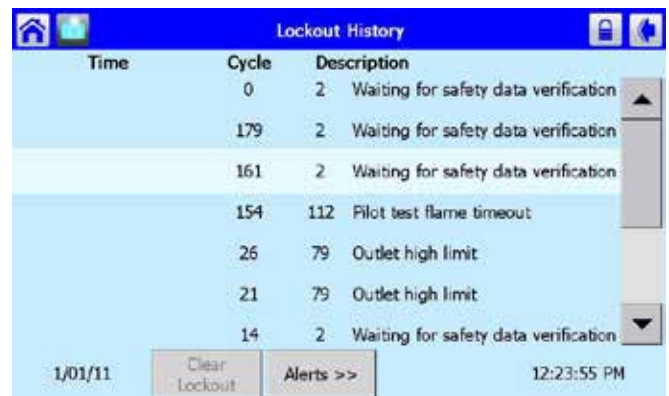 Lockout History
Time Cycle Description
0 2 Waiting for safety data verification
179 2 Waiting for safety data verification
161 2 Waiting for safety data verification
154 112 Pilot test flame timeout
26 79 Outlet high limit
21 79 Outlet high limit
14 2 Waiting for safety data verification
1/01/11 Clear Lockout Alerts >> 12:23:55 PM